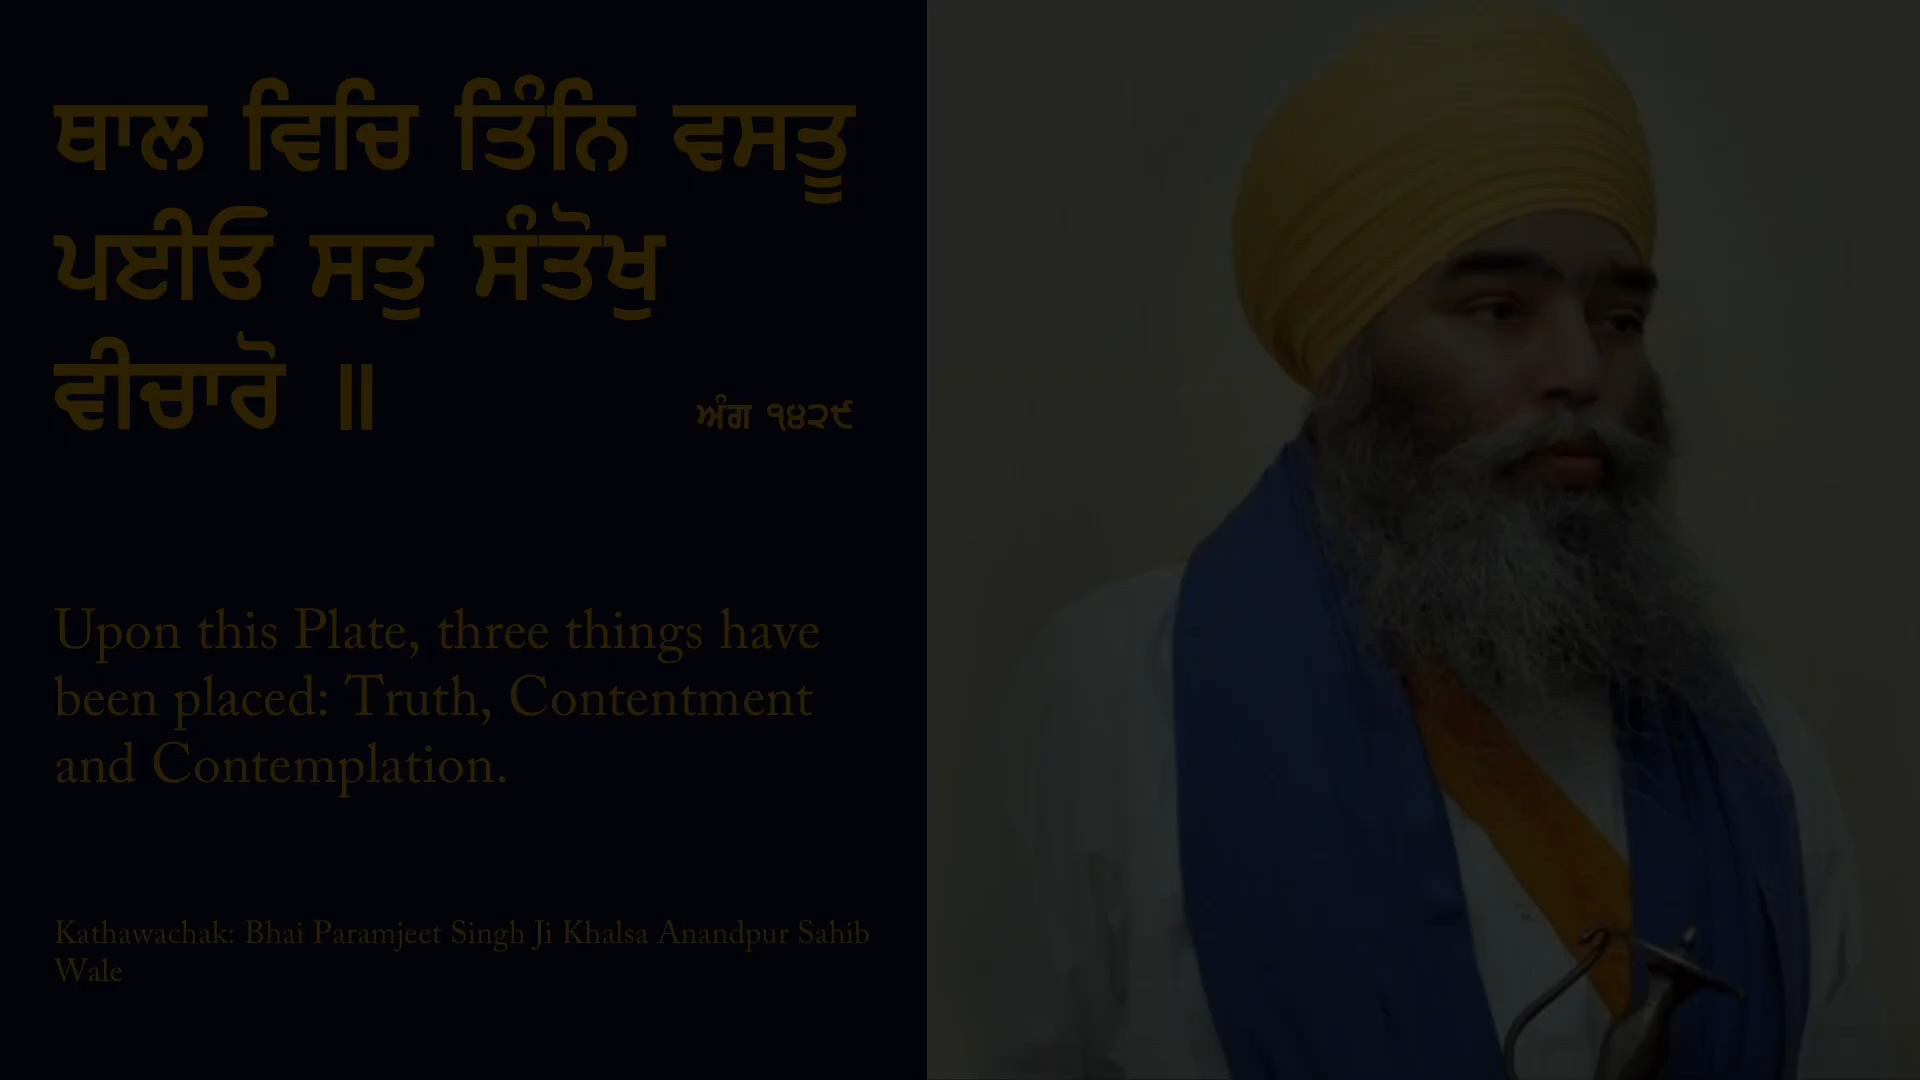 ਥਾਲ ਵਿਚਿ ਤਿੰਨਿ ਵਸਤੂ
ਪਈਓ ਸਤੁ ਸੰਤੋਖੁ
ਵੀਚਾਰੋ ॥
ਅੰਗ ੧੪੨੯
Upon this Plate, three things have
been placed: Truth, Contentment
and Contemplation.
Kathawachak: Bhai Paramjeet Singh Ji Khalsa Anandpur Sahib
Wale